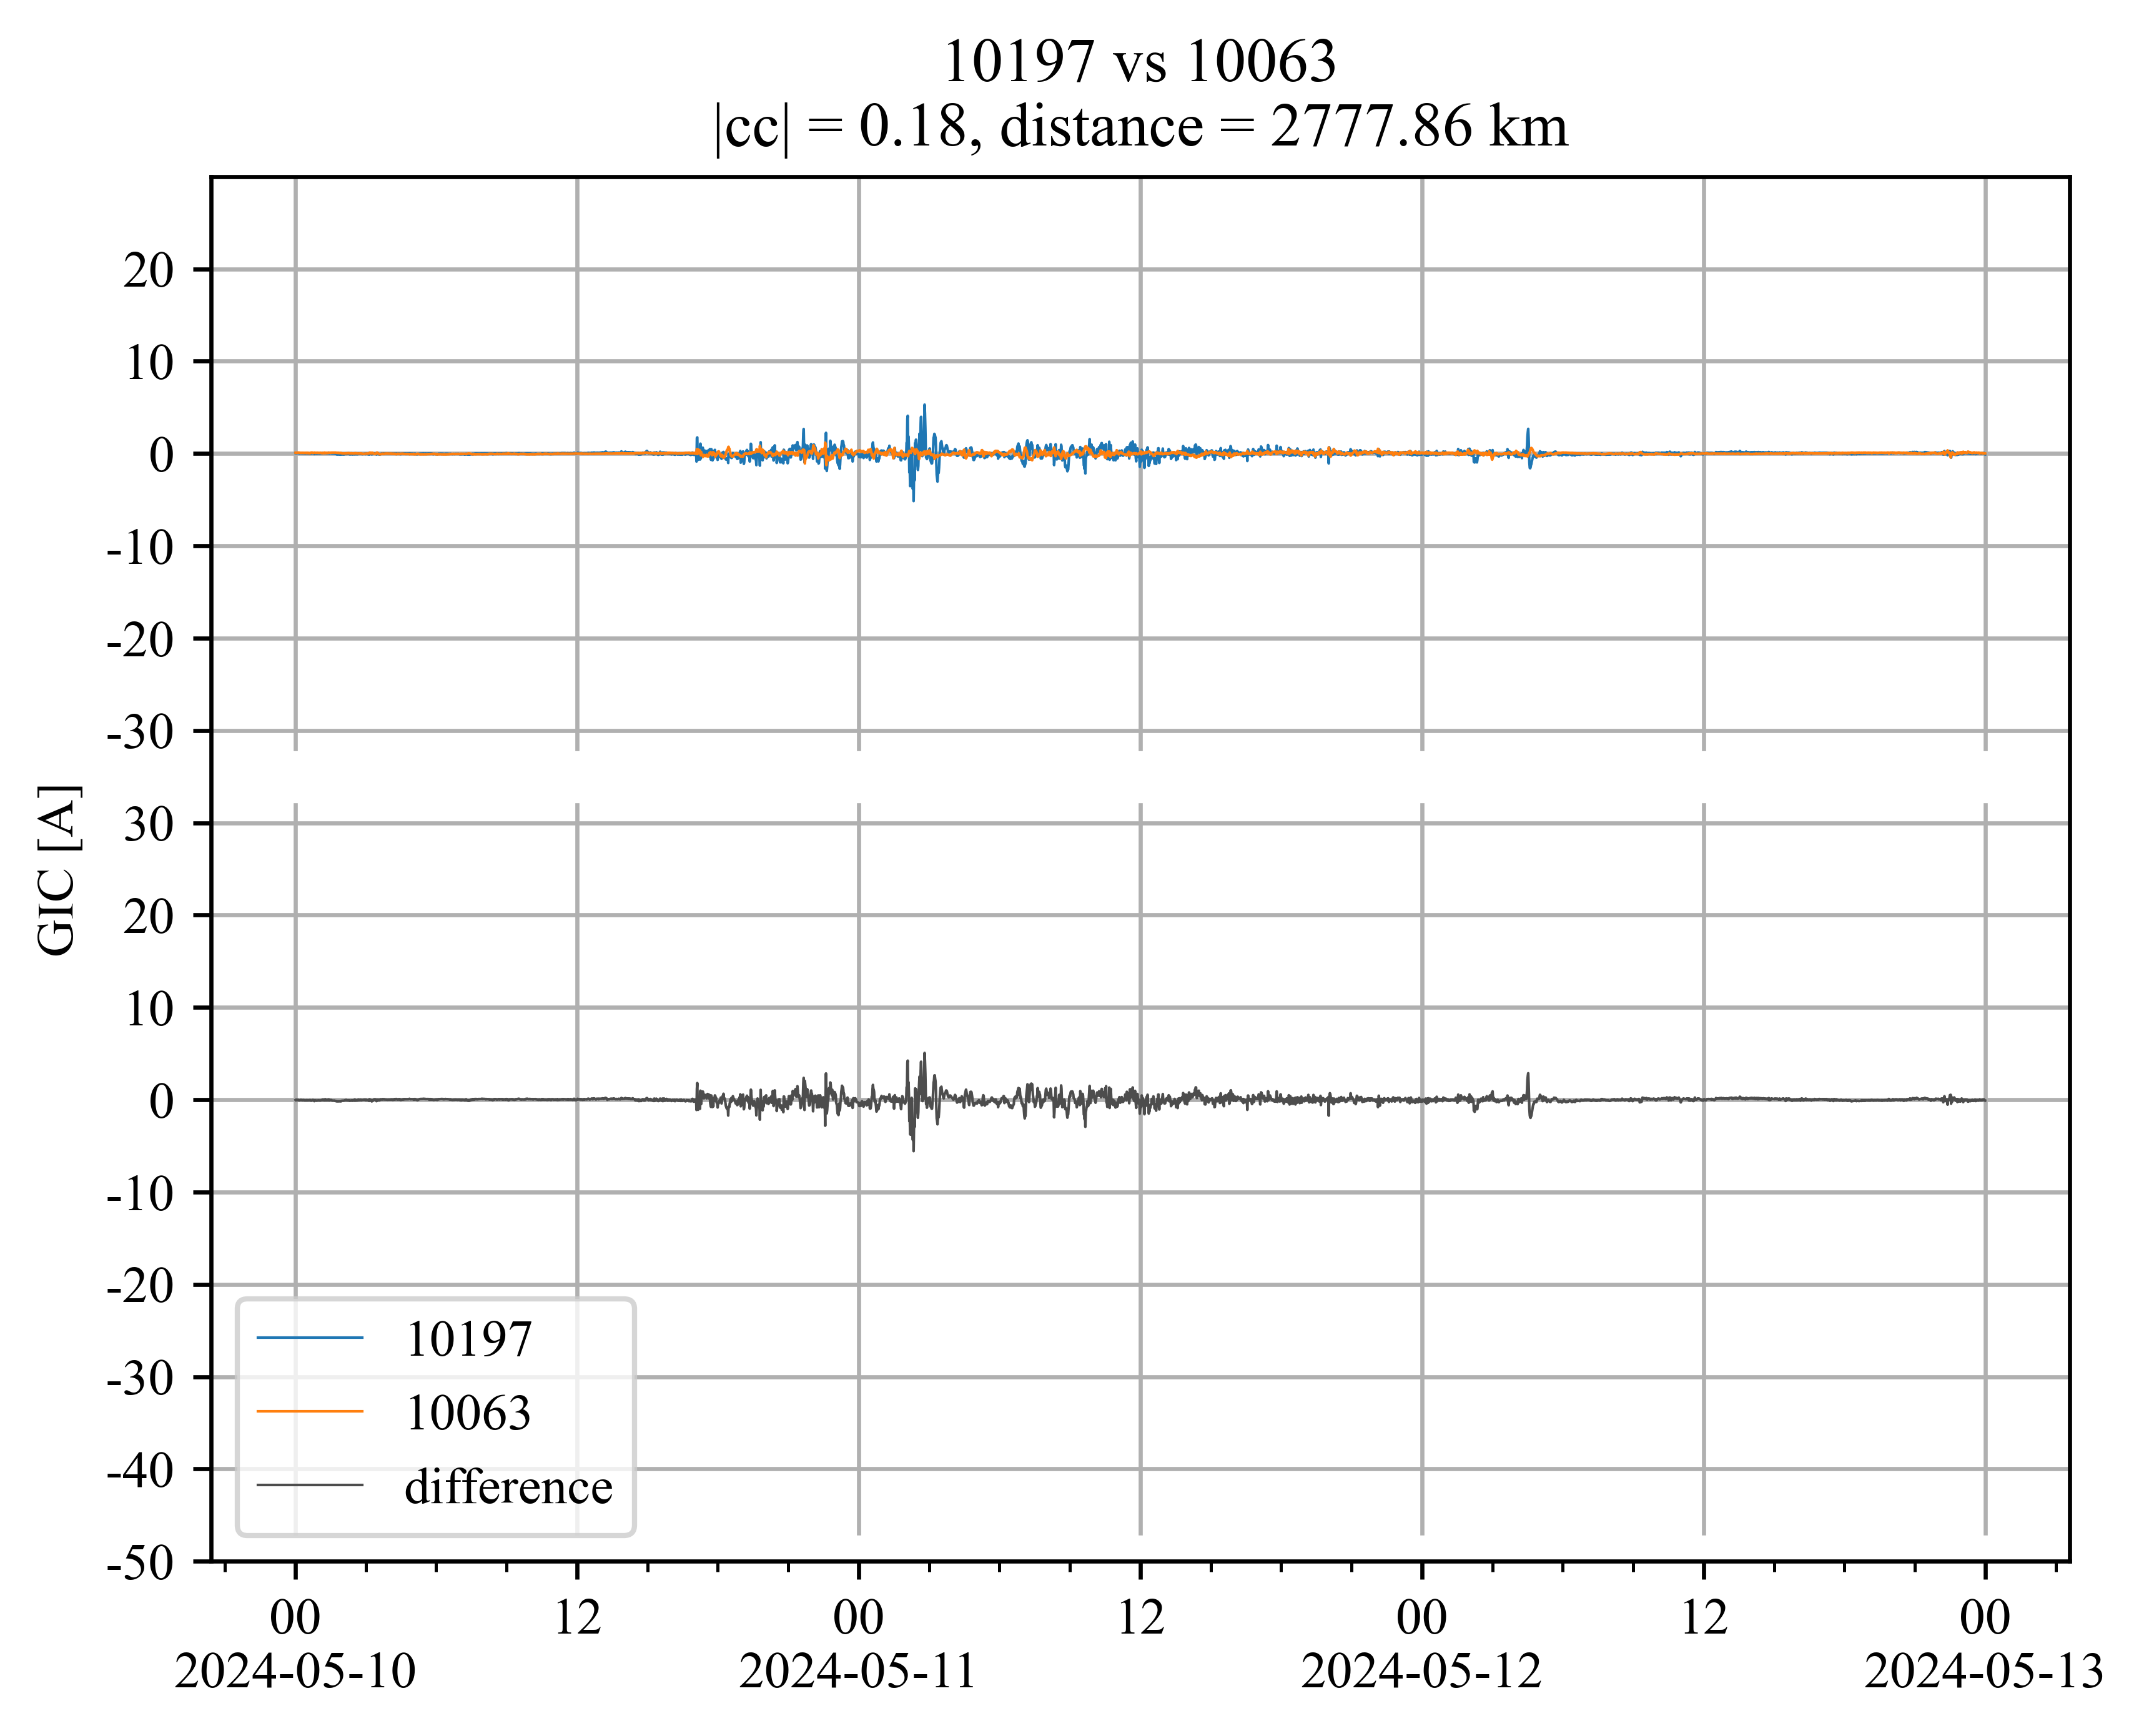 10197 vs 10063
|cc| = 0.18, distance = 2777.86 km
20
10
0
-10
-20
-30
GIC [A]
30
20
10
0
-10
-20
-30
-40
-50
10197
10063
difference
00 12 00 12 00 12 00
2024-05-10 2024-05-11 2024-05-12 2024-05-13